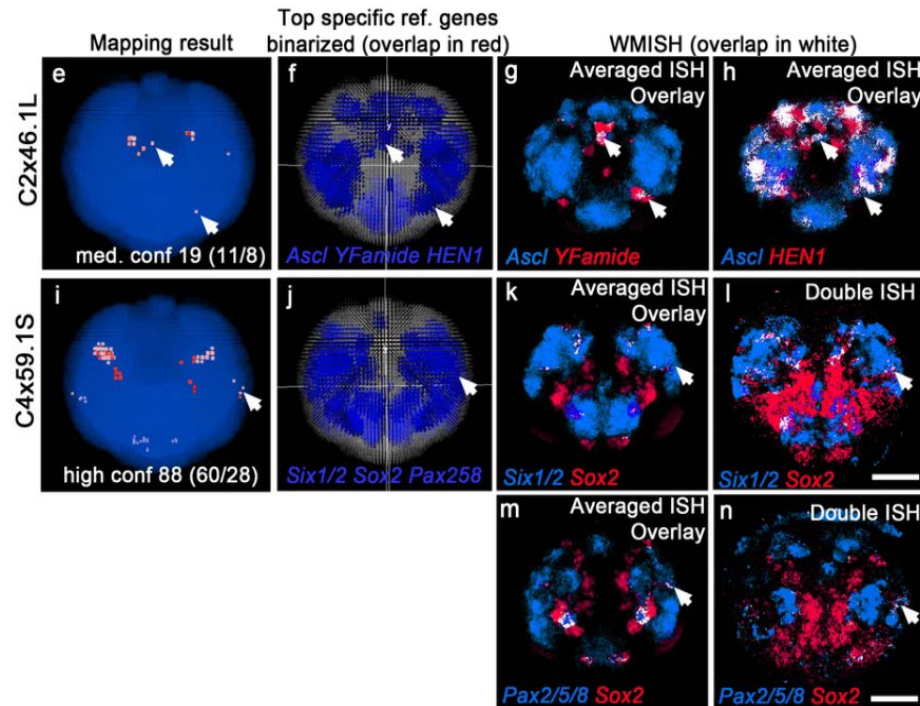 Mapping result
Top specific ref. genes
binarized (overlap in red)
WMISH (overlap in white)
C2x46.1L
e
med. conf 19 (11/8)
f
y
Ascl YFamide HEN1
g
Averaged ISH
Overlay
Ascl YFamide
h
Averaged ISH
Overlay
Ascl HEN1
C4x59.1S
i
high conf 88 (60/28)
j
Six1/2 Sox2 Pax258
k
Averaged ISH
Overlay
Six1/2 Sox2
l
Double ISH
Six1/2 Sox2
m
Averaged ISH
Overlay
Pax2/5/8 Sox2
n
Double ISH
Pax2/5/8 Sox2